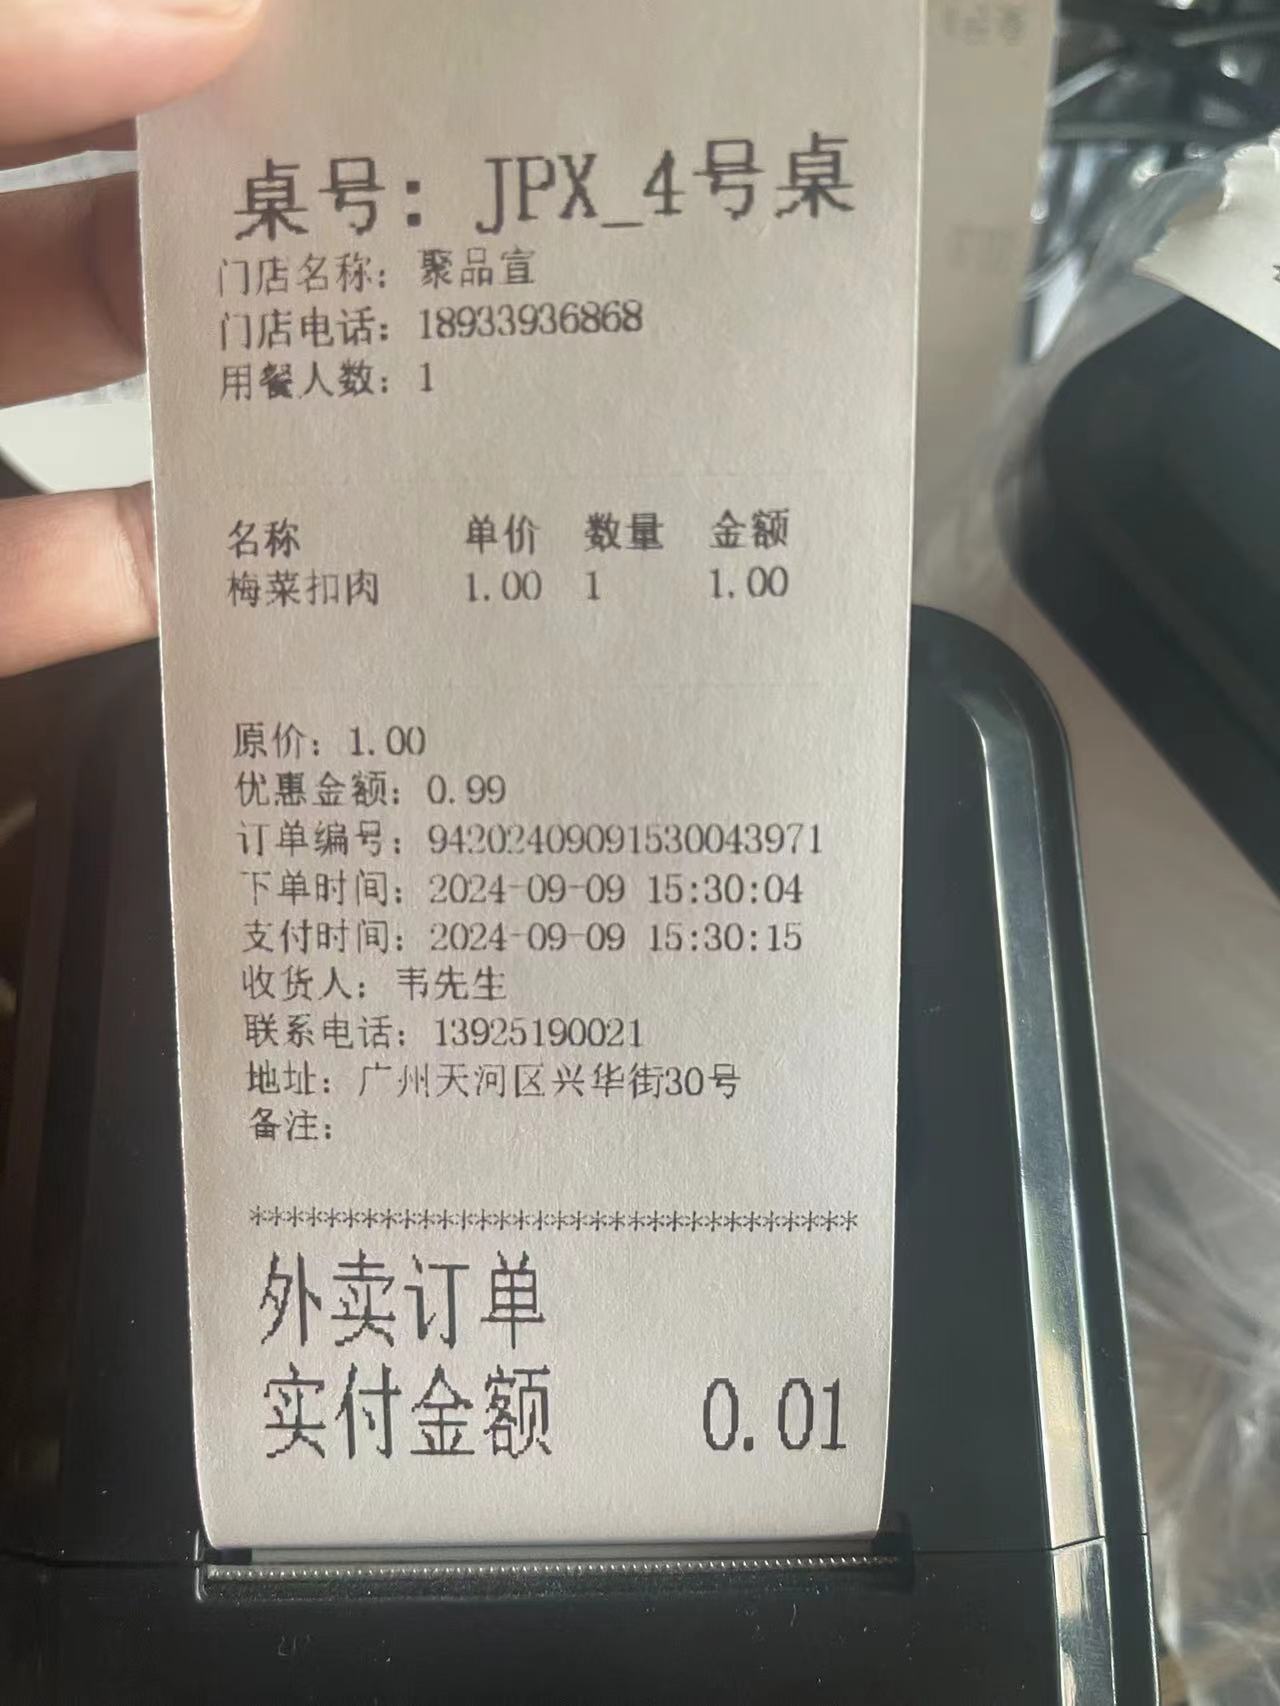 桌号：JPX_4号桌
门店名称：聚品宣
门店电话：18933936868
用餐人数：1
名称 单价 数量 金额
梅菜扣肉 1.00 1 1.00
原价：1.00
优惠金额：0.99
订单编号：94202409091530043971
下单时间：2024-09-09 15:30:04
支付时间：2024-09-09 15:30:15
收货人：韦先生
联系电话：13925190021
地址：广州天河区兴华街30号
备注：
*********************************
外卖订单
实付金额 0.01